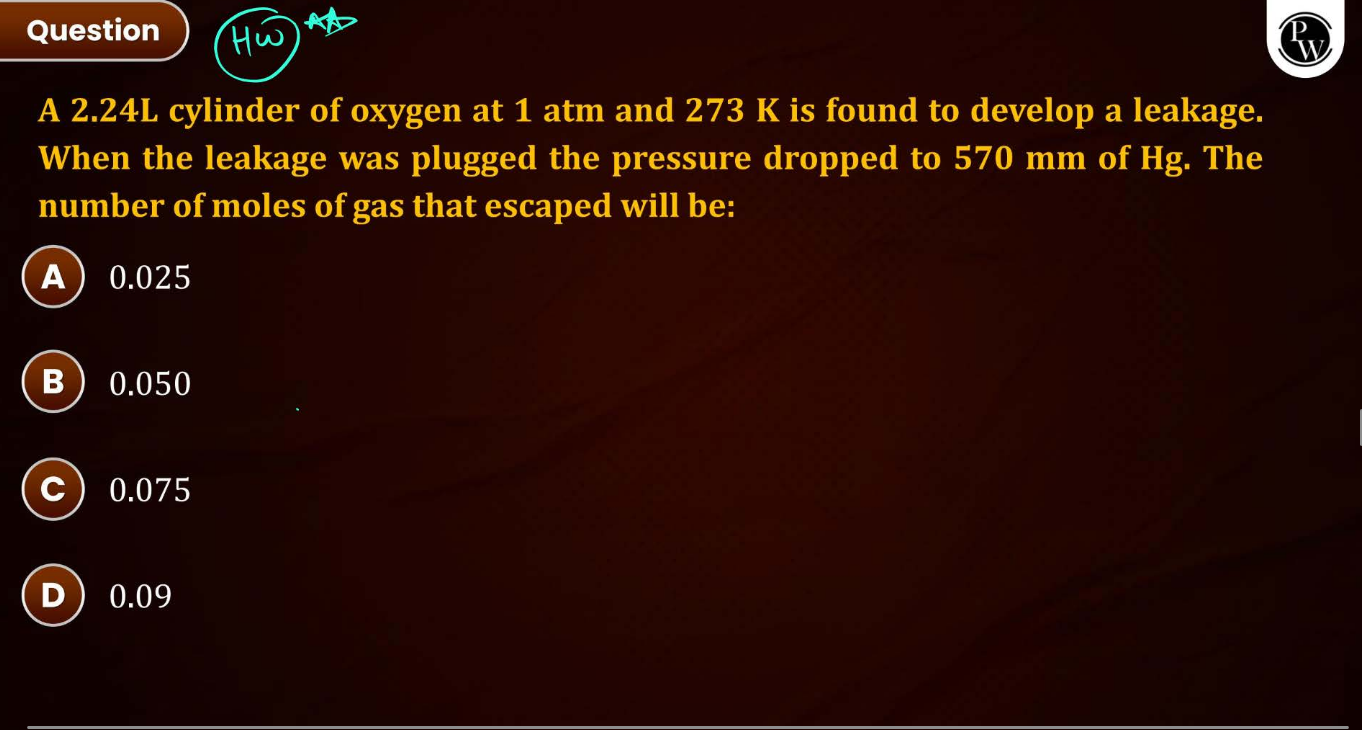 Question
HW
PW
A 2.24L cylinder of oxygen at 1 atm and 273 K is found to develop a leakage.
When the leakage was plugged the pressure dropped to 570 mm of Hg. The
number of moles of gas that escaped will be:
A 0.025
B 0.050
C 0.075
D 0.09